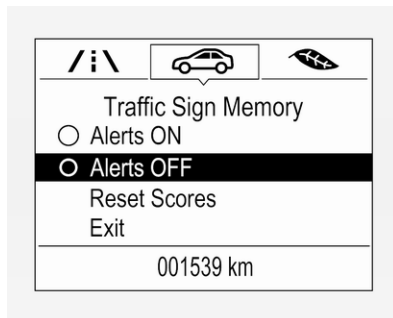 Traffic Sign Memory
Alerts ON
Alerts OFF
Reset Scores
Exit
001539 km